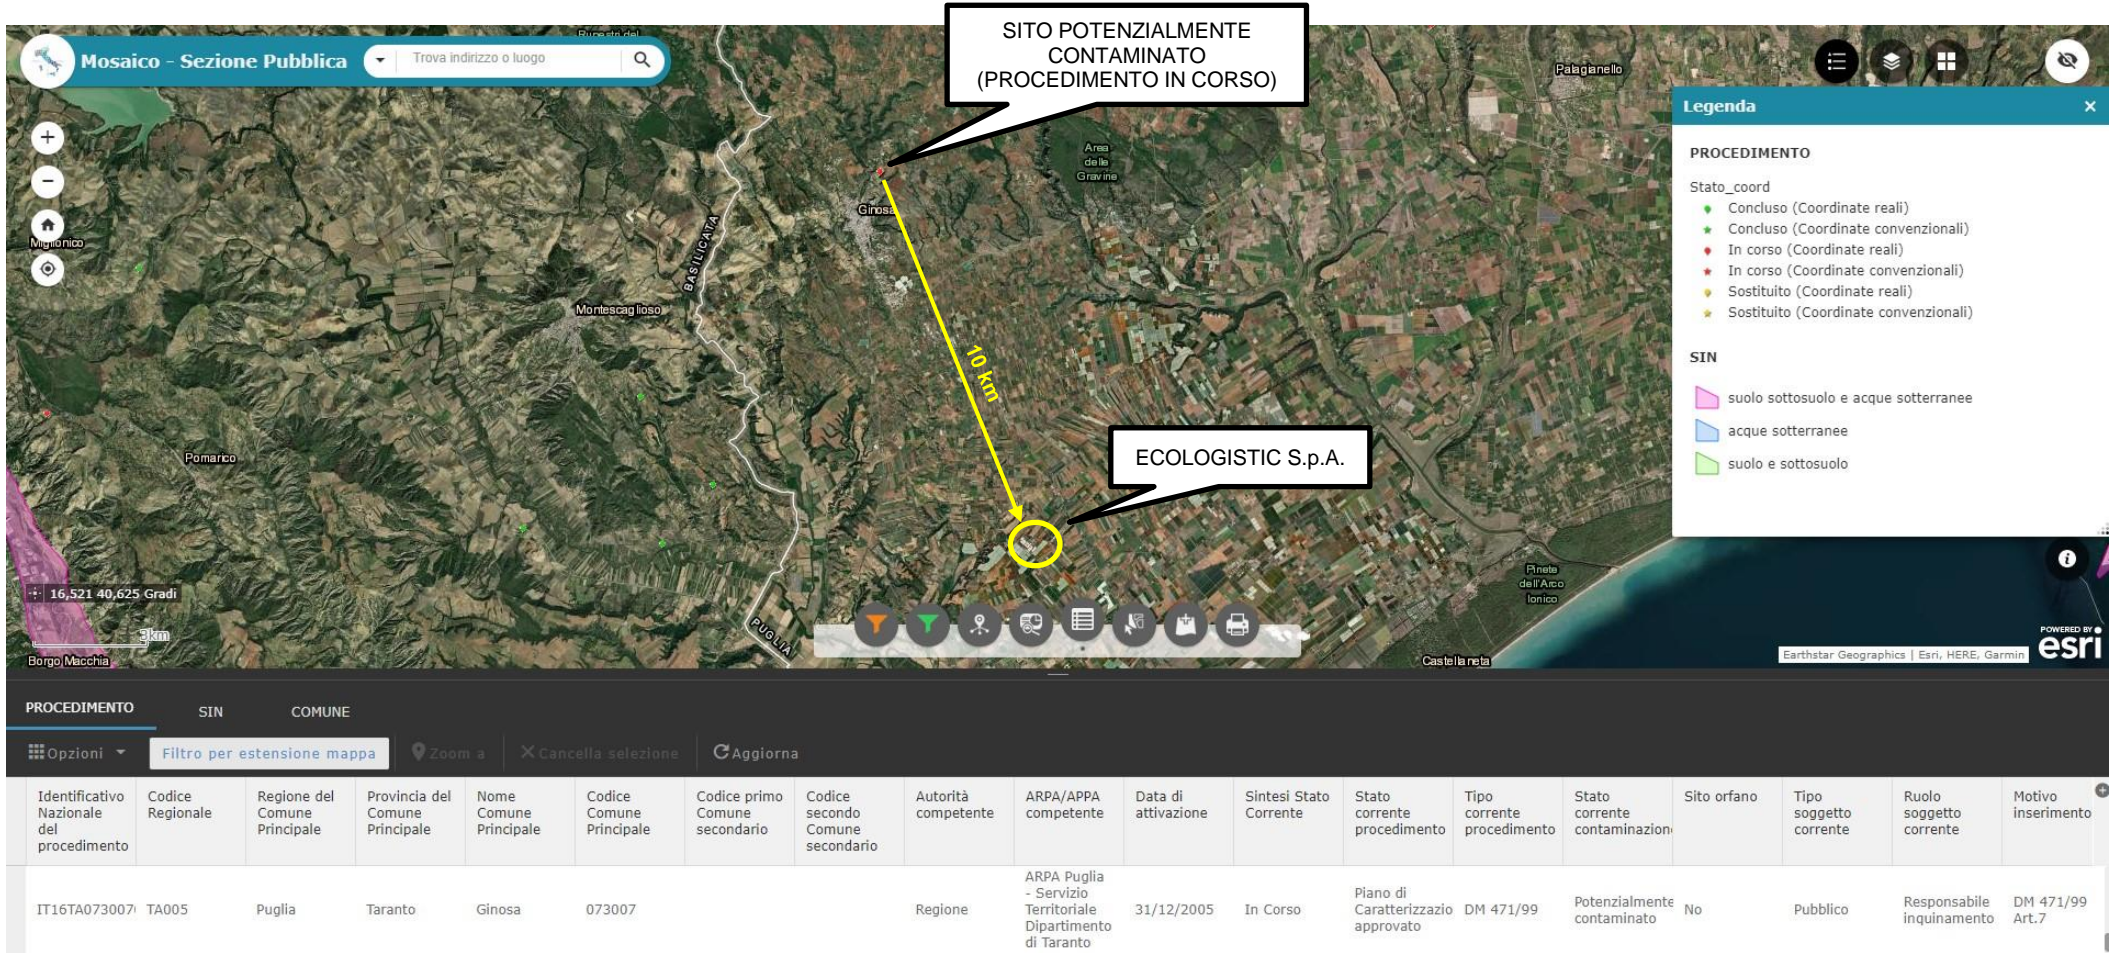 SITO POTENZIALMENTE
CONTAMINATO
(PROCEDIMENTO IN CORSO)
Mosaico - Sezione Pubblica
Trova indirizzo o luogo
Palagianello
Legenda
×
PROCEDIMENTO
Stato_coord
Concluso (Coordinate reali)
Concluso (Coordinate convenzionali)
In corso (Coordinate reali)
In corso (Coordinate convenzionali)
Sostituito (Coordinate reali)
Sostituito (Coordinate convenzionali)
SIN
suolo sottosuolo e acque sotterranee
acque sotterranee
suolo e sottosuolo
+
−
Area
delle
Gravine
Ginosa
Miglionico
BASILICATA
Montescaglioso
10 km
ECOLOGISTIC S.p.A.
Pomarico
Pinete
dell'Arco
Ionico
16,521 40,625 Gradi
3km
PUGLIA
Borgo Macchia
Castellaneta
POWERED BY
esri
Earthstar Geographics | Esri, HERE, Garmin
PROCEDIMENTO SIN COMUNE
Opzioni Filtro per estensione mappa Zoom a Cancella selezione Aggiorna
Identificativo
Nazionale
del
procedimento
Codice
Regionale
Regione del
Comune
Principale
Provincia del
Comune
Principale
Nome
Comune
Principale
Codice
Comune
Principale
Codice primo
Comune
secondario
Codice
secondo
Comune
secondario
Autorità
competente
ARPA/APPA
competente
Data di
attivazione
Sintesi Stato
Corrente
Stato
corrente
procedimento
Tipo
corrente
procedimento
Stato
corrente
contaminazion
Sito orfano
Tipo
soggetto
corrente
Ruolo
soggetto
corrente
Motivo
inserimento
IT16TA073007
TA005
Puglia
Taranto
Ginosa
073007
Regione
ARPA Puglia
- Servizio
Territoriale
Dipartimento
di Taranto
31/12/2005
In Corso
Piano di
Caratterizzazio
approvato
DM 471/99
Potenzialmente
contaminato
No
Pubblico
Responsabile
inquinamento
DM 471/99
Art.7